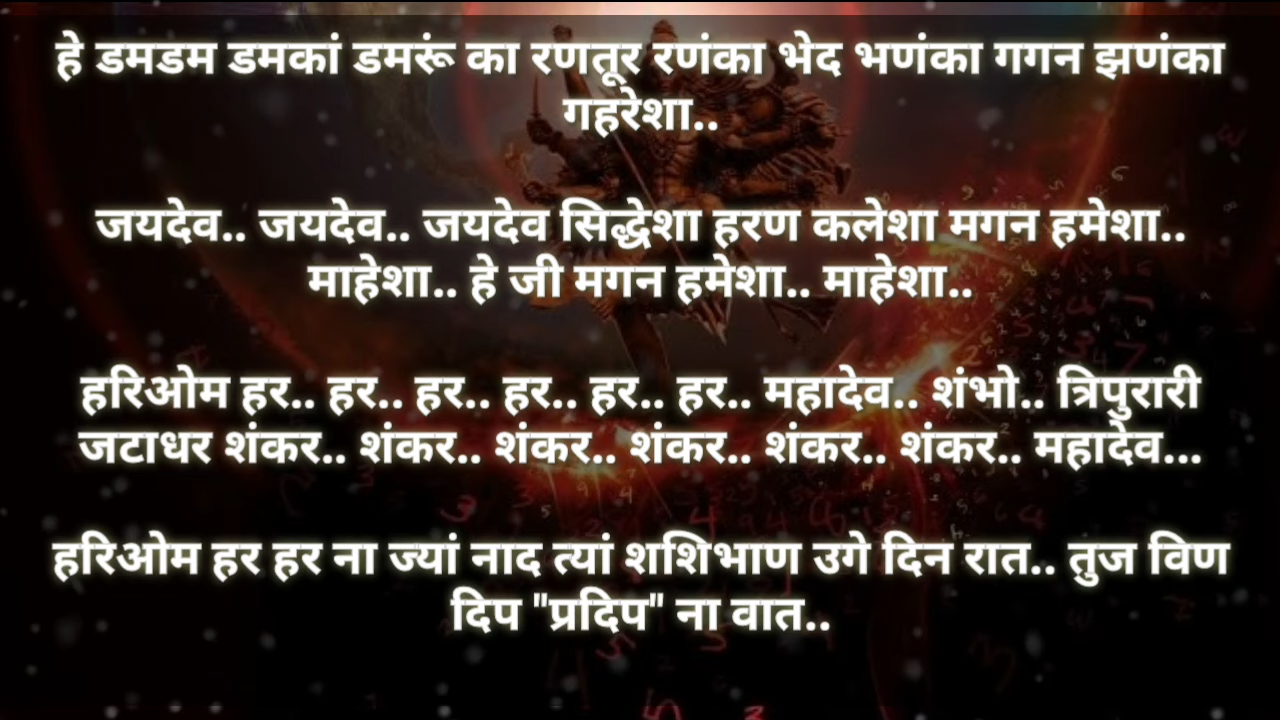 हे डमडम डमकां डमरूं का रणतूर रणंका भेद भणंका गगन झणंका
गहरेशा..
जयदेव.. जयदेव.. जयदेव सिद्धेशा हरण कलेशा मगन हमेशा..
माहेशा.. हे जी मगन हमेशा.. माहेशा..
हरिओम हर.. हर.. हर.. हर.. हर.. हर.. महादेव.. शंभो.. त्रिपुरारी
जटाधर शंकर.. शंकर.. शंकर.. शंकर.. शंकर.. शंकर.. महादेव...
हरिओम हर हर ना ज्यां नाद त्यां शशिभाण उगे दिन रात.. तुज विण
दिप "प्रदिप" ना वात..